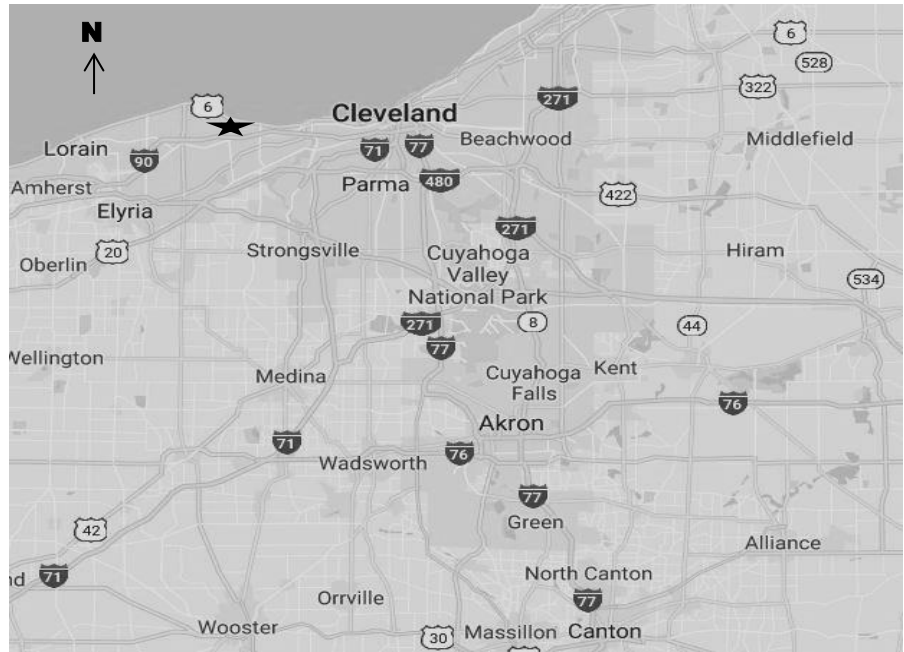 N
6
528
6
322
271
Cleveland
Beachwood
Middlefield
Lorain
90
71
77
Amherst
Parma
480
422
Elyria
271
20
Strongsville
Cuyahoga
Valley
National Park
Hiram
Oberlin
534
271
8
44
77
Wellington
Medina
Cuyahoga
Falls
Kent
76
Akron
71
76
Wadsworth
77
Green
42
Alliance
nd
71
North Canton
77
Orrville
Wooster
30
Massillon
Canton